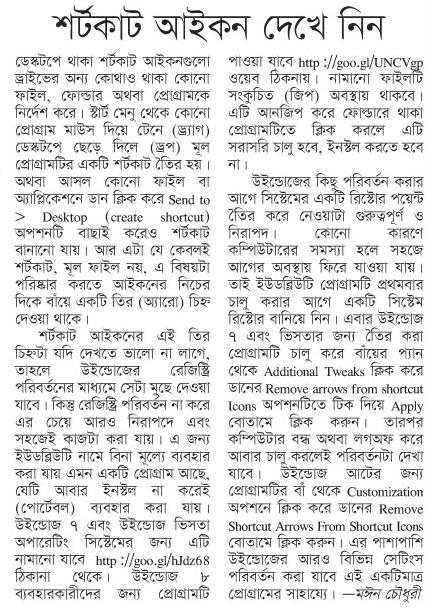 শর্টকাট আইকন দেখে নিন
ডেস্কটপে থাকা শর্টকাট আইকনগুলো
ড্রাইভের অন্য কোথাও থাকা কোনো
ফাইল, ফোল্ডার অথবা প্রোগ্রামকে
নির্দেশ করে। স্টার্ট মেনু থেকে কোনো
প্রোগ্রাম মাউস দিয়ে টেনে (ড্র্যাগ)
ডেস্কটপে ছেড়ে দিলে (ড্রপ) মূল
প্রোগ্রামটির একটি শর্টকাট তৈরি হয়।
অথবা আসল কোনো ফাইল বা
অ্যাপ্লিকেশনে ডান ক্লিক করে Send to
> Desktop (create shortcut)
অপশনটি বাছাই করেও শর্টকাট
বানানো যায়। আর এটা যে কেবলই
শর্টকাট, মূল ফাইল নয়, এ বিষয়টা
পরিষ্কার করতে আইকনের নিচের
দিকে বাঁয়ে একটি তির (অ্যারো) চিহ্ন
দেওয়া থাকে।
শর্টকাট আইকনের এই তির
চিহ্নটা যদি দেখতে ভালো না লাগে,
তাহলে উইন্ডোজের রেজিস্ট্রি
পরিবর্তনের মাধ্যমে সেটা মুছে দেওয়া
যাবে। কিন্তু রেজিস্ট্রি পরিবর্তন না করে
এর চেয়ে আরও নিরাপদে এবং
সহজেই কাজটা করা যায়। এ জন্য
ইউডব্লিউটি নামে বিনা মূল্যে ব্যবহার
করা যায় এমন একটি প্রোগ্রাম আছে,
যেটি আবার ইনস্টল না করেই
(পোর্টেবল) ব্যবহার করা যায়।
উইন্ডোজ ৭ এবং উইন্ডোজ ভিসতা
অপারেটিং সিস্টেমের জন্য এটি
নামানো যাবে http ://goo.gl/hJdz68
ঠিকানা থেকে। উইন্ডোজ ৮
ব্যবহারকারীদের জন্য প্রোগ্রামটি
পাওয়া যাবে http ://goo.gl/UNCVgp
ওয়েব ঠিকানায়। নামানো ফাইলটি
সংকুচিত (জিপ) অবস্থায় থাকবে।
এটি আনজিপ করে ফোল্ডারে থাকা
প্রোগ্রামটিতে ক্লিক করলে এটি
সরাসরি চালু হবে, ইনস্টল করতে হবে
না।
উইন্ডোজের কিছু পরিবর্তন করার
আগে সিস্টেমের একটি রিস্টোর পয়েন্ট
তৈরি করে নেওয়াটা গুরুত্বপূর্ণ ও
নিরাপদ। কোনো কারণে
কম্পিউটারের সমস্যা হলে সহজে
আগের অবস্থায় ফিরে যাওয়া যায়।
তাই ইউডব্লিউটি প্রোগ্রামটি প্রথমবার
চালু করার আগে একটি সিস্টেম
রিস্টোর বানিয়ে নিন। এবার উইন্ডোজ
৭ এবং ভিসতার জন্য তৈরি করা
প্রোগ্রামটি চালু করে বাঁয়ের প্যান
থেকে Additional Tweaks ক্লিক করে
ডানের Remove arrows from shortcut
Icons অপশনটিতে টিক দিয়ে Apply
বোতামে ক্লিক করুন। তারপর
কম্পিউটার বন্ধ অথবা লগঅফ করে
আবার চালু করলেই পরিবর্তনটা দেখা
যাবে। উইন্ডোজ আটের জন্য
প্রোগ্রামটির বাঁ থেকে Customization
অপশনে ক্লিক করে ডানের Remove
Shortcut Arrows From Shortcut Icons
বোতামে ক্লিক করুন। এর পাশাপাশি
উইন্ডোজের আরও বিভিন্ন সেটিংস
পরিবর্তন করা যাবে এই একটিমাত্র
প্রোগ্রামের সাহায্যে। —মঈন চৌধুরী